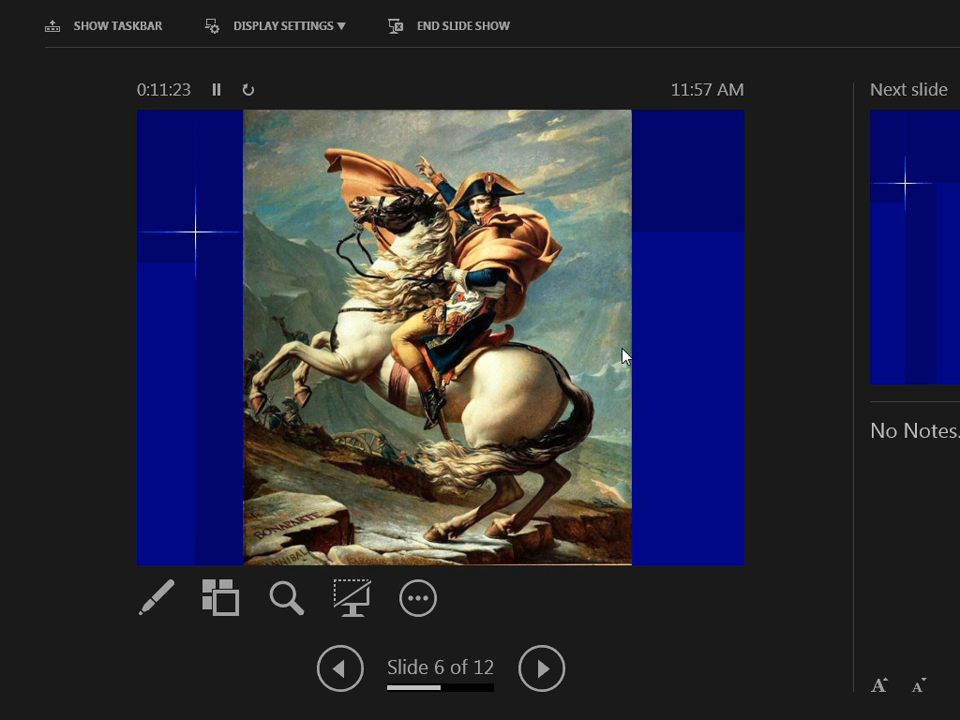 SHOW TASKBAR
DISPLAY SETTINGS
END SLIDE SHOW
0:11:23
11:57 AM
Next slide
No Notes.
BONAPARTE
Slide 6 of 12
A A